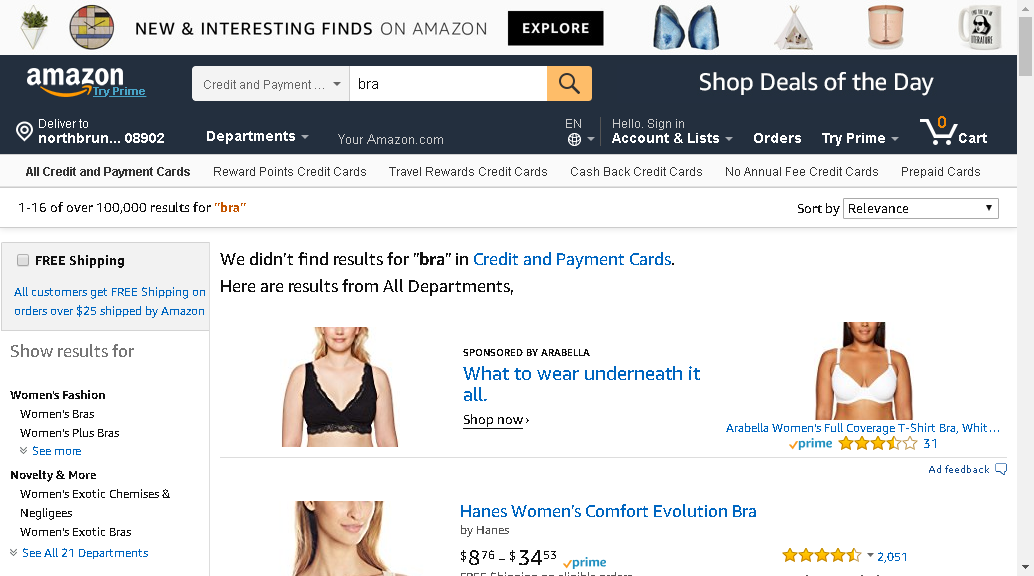 NEW & INTERESTING FINDS ON AMAZON EXPLORE
amazon
Try Prime
Credit and Payment ... bra
Shop Deals of the Day
Deliver to
northbrun... 08902
Departments
Your Amazon.com
EN
Hello. Sign in
Account & Lists
Orders
Try Prime
0
Cart
All Credit and Payment Cards Reward Points Credit Cards Travel Rewards Credit Cards Cash Back Credit Cards No Annual Fee Credit Cards Prepaid Cards
1-16 of over 100,000 results for "bra"
Sort by Relevance
FREE Shipping
All customers get FREE Shipping on
orders over $25 shipped by Amazon
Show results for
Women's Fashion
Women's Bras
Women's Plus Bras
See more
Novelty & More
Women's Exotic Chemises &
Negligees
Women's Exotic Bras
See All 21 Departments
We didn't find results for "bra" in Credit and Payment Cards.
Here are results from All Departments,
SPONSORED BY ARABELLA
What to wear underneath it
all.
Shop now ›
Arabella Women's Full Coverage T-Shirt Bra, Whit...
prime 31
Ad feedback
Hanes Women's Comfort Evolution Bra
by Hanes
$8.76 - $34.53 prime
2,051
FREE Shipping on eligible orders